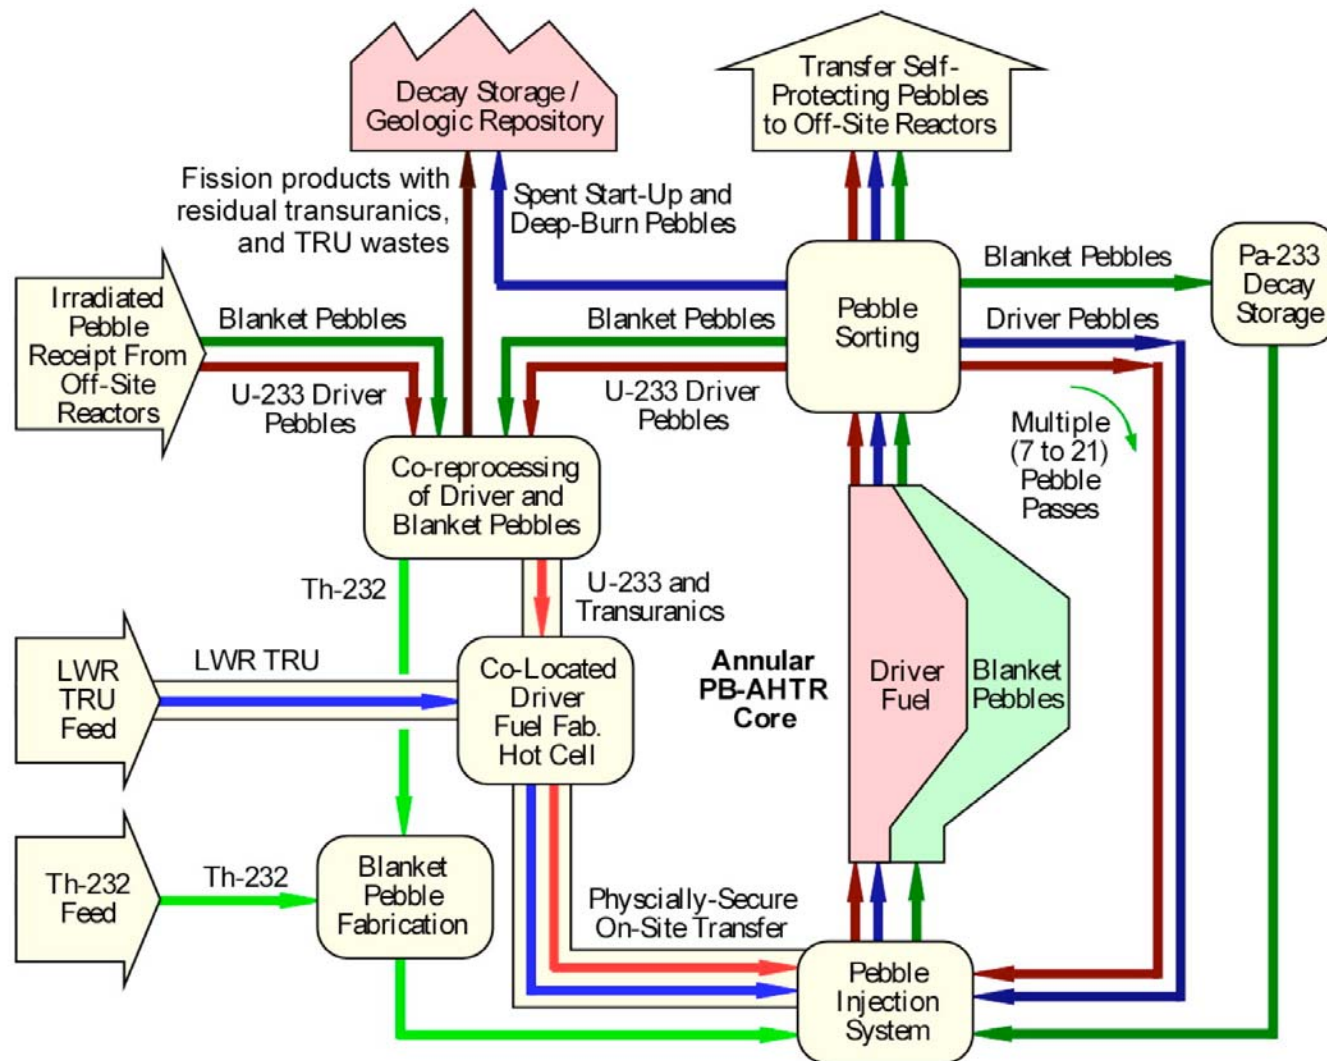 Decay Storage /
Geologic Repository
Transfer Self-
Protecting Pebbles
to Off-Site Reactors
Fission products with
residual transuranics,
and TRU wastes
Spent Start-Up and
Deep-Burn Pebbles
Irradiated
Pebble
Receipt From
Off-Site
Reactors
Blanket Pebbles
U-233 Driver
Pebbles
Blanket Pebbles
U-233 Driver
Pebbles
Pebble
Sorting
Blanket Pebbles
Driver Pebbles
Pa-233
Decay
Storage
Multiple
(7 to 21)
Pebble
Passes
Co-reprocessing
of Driver and
Blanket Pebbles
Th-232
U-233 and
Transuranics
LWR
TRU
Feed
LWR TRU
Co-Located
Driver
Fuel Fab.
Hot Cell
Annular
PB-AHTR
Core
Driver
Fuel
Blanket
Pebbles
Th-232
Feed
Th-232
Blanket
Pebble
Fabrication
Physcially-Secure
On-Site Transfer
Pebble
Injection
System